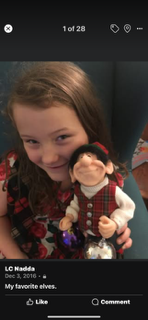 1 of 28
LC Nadda
Dec 3, 2016 •
My favorite elves.
Like Comment